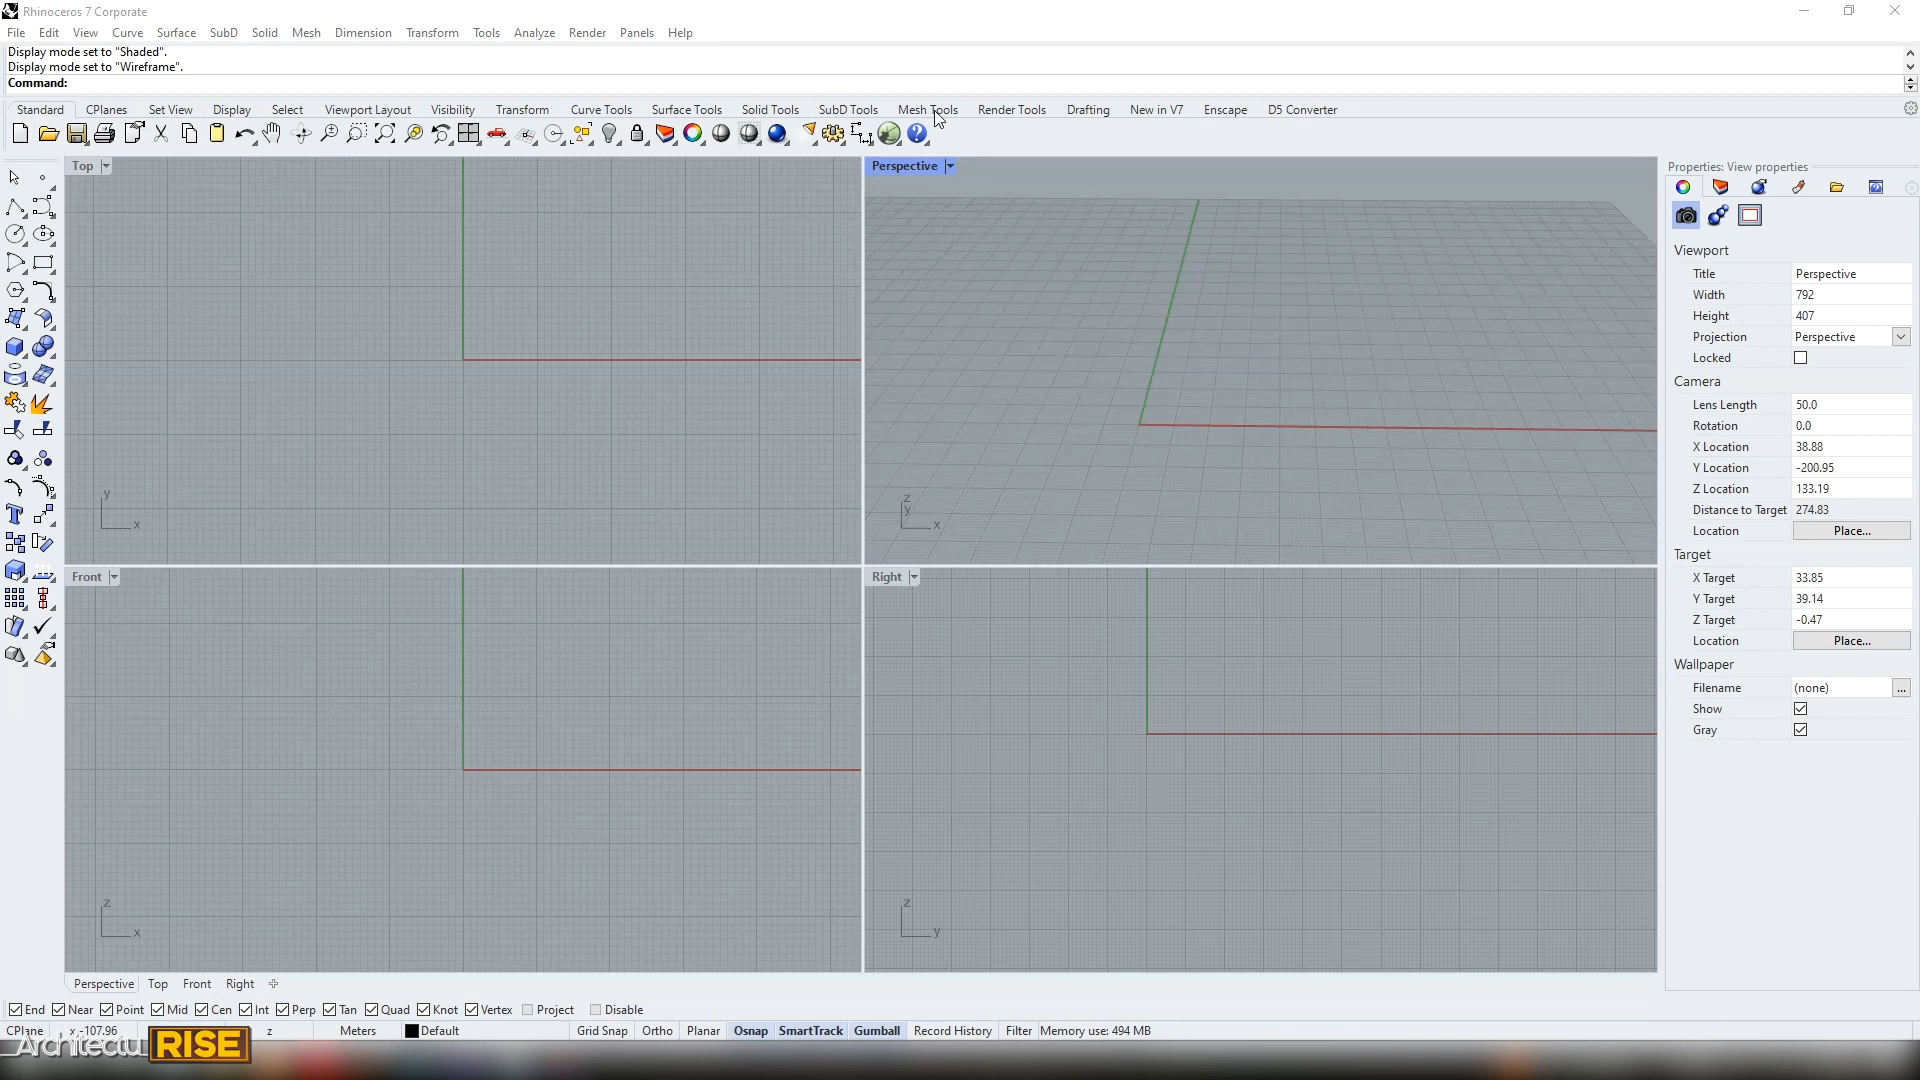 Rhinoceros 7 Corporate
File Edit View Curve Surface SubD Solid Mesh Dimension Transform Tools Analyze Render Panels Help
Display mode set to "Shaded".
Display mode set to "Wireframe".
Command:
Standard CPlanes Set View Display Select Viewport Layout Visibility Transform Curve Tools Surface Tools Solid Tools SubD Tools Mesh Tools Render Tools Drafting New in V7 Enscape D5 Converter
Top
Perspective
Properties: View properties
Viewport
Title Perspective
Width 792
Height 407
Projection Perspective
Locked
Camera
Lens Length 50.0
Rotation 0.0
X Location 38.88
Y Location -200.95
Z Location 133.19
Distance to Target 274.83
Location Place...
Target
X Target 33.85
Y Target 39.14
Z Target -0.47
Location Place...
Wallpaper
Filename (none) ...
Show
Gray
y
x
z
y
x
Front
Right
z
x
z
y
Perspective Top Front Right
End Near Point Mid Cen Int Perp Tan Quad Knot Vertex Project Disable
CPlane x -107.96 z Meters Default Grid Snap Ortho Planar Osnap SmartTrack Gumball Record History Filter Memory use: 494 MB
Architectu RISE